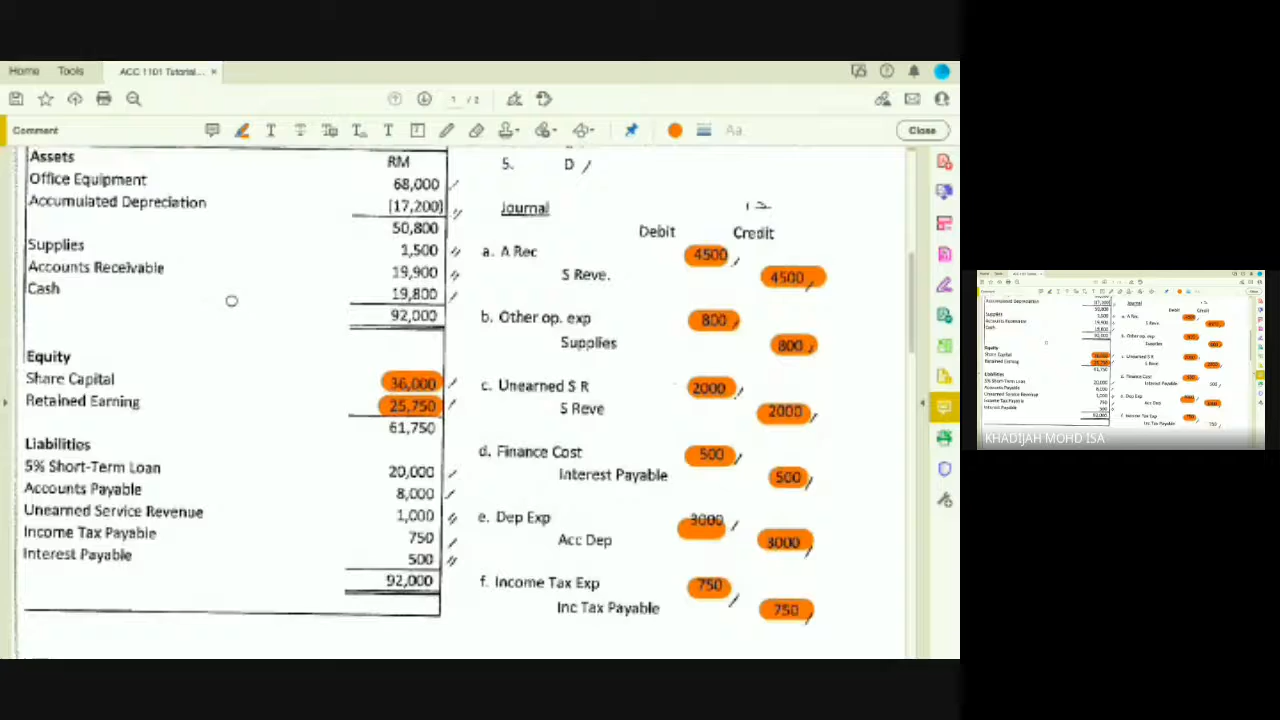 Home Tools ACC 1101 Tutorial... ×
1 / 2
Comment
Aa
Close
Assets
RM
Office Equipment 68,000
Accumulated Depreciation (17,200)
50,800
Supplies 1,500
Accounts Receivable 19,900
Cash 19,800
92,000
Equity
Share Capital 36,000
Retained Earning 25,750
61,750
Liabilities
5% Short-Term Loan 20,000
Accounts Payable 8,000
Unearned Service Revenue 1,000
Income Tax Payable 750
Interest Payable 500
92,000
5. D /
Journal
12
Debit Credit
a. A Rec 4500
S Reve. 4500
b. Other op. exp 800
Supplies 800
c. Unearned S R 2000
S Reve 2000
d. Finance Cost 500
Interest Payable 500
e. Dep Exp 3000
Acc Dep 3000
f. Income Tax Exp 750
Inc Tax Payable 750
KHADIJAH MOHD ISA